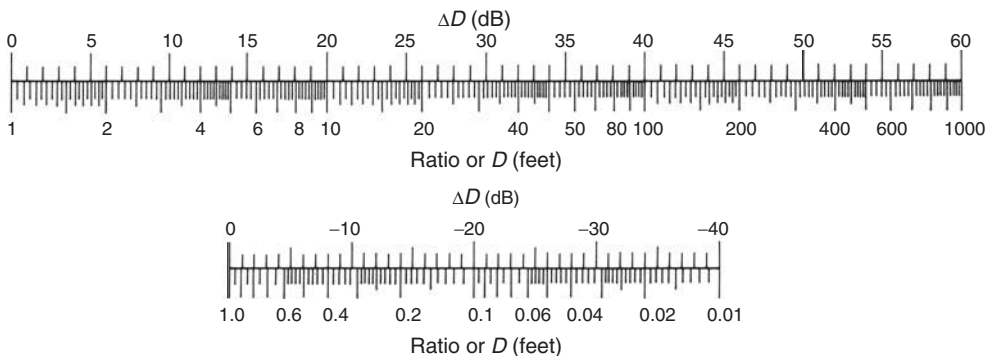 ΔD (dB)
0 5 10 15 20 25 30 35 40 45 50 55 60
1 2 4 6 8 10 20 40 50 80 100 200 400 600 1000
Ratio or D (feet)
ΔD (dB)
0 –10 –20 –30 –40
1.0 0.6 0.4 0.2 0.1 0.06 0.04 0.02 0.01
Ratio or D (feet)